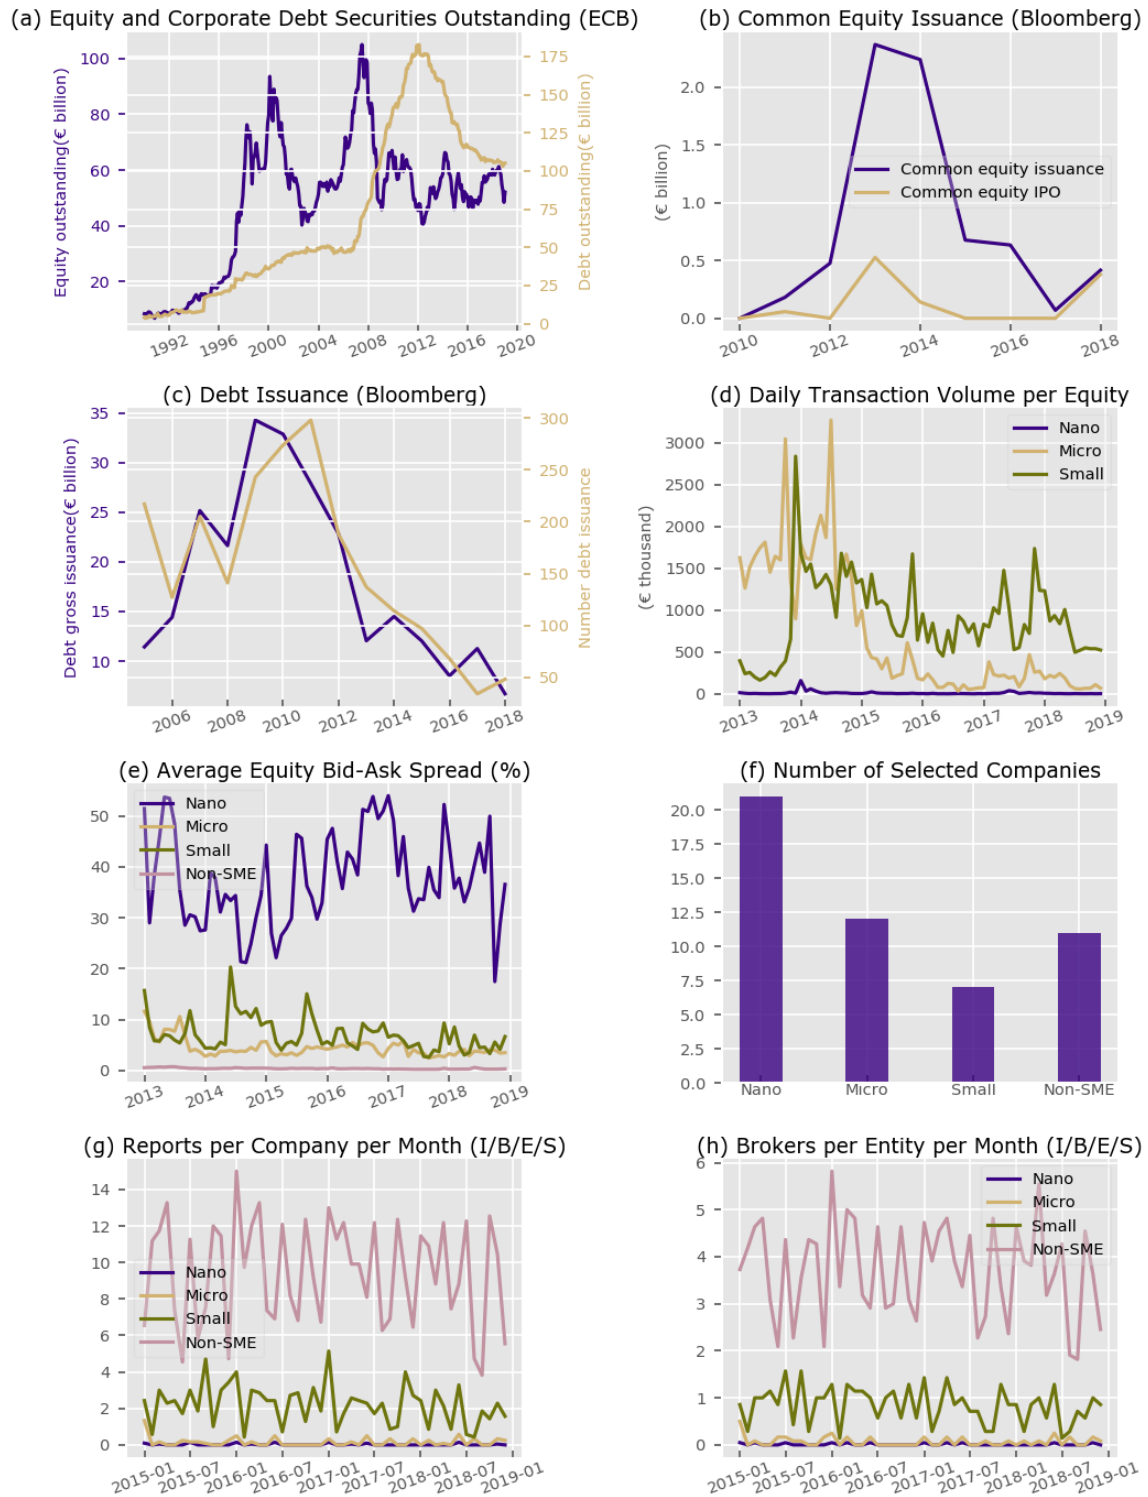 (a) Equity and Corporate Debt Securities Outstanding (ECB)
Equity outstanding(€ billion)
100
80
60
40
20
175
150
125
100
75
50
25
0
Debt outstanding(€ billion)
1992 1996 2000 2004 2008 2012 2016 2020
(b) Common Equity Issuance (Bloomberg)
(€ billion)
2.0
1.5
1.0
0.5
0.0
Common equity issuance
Common equity IPO
2010 2012 2014 2016 2018
(c) Debt Issuance (Bloomberg)
Debt gross issuance(€ billion)
35
30
25
20
15
10
300
250
200
150
100
50
Number debt issuance
2006 2008 2010 2012 2014 2016 2018
(d) Daily Transaction Volume per Equity
(€ thousand)
3000
2500
2000
1500
1000
500
0
Nano
Micro
Small
2013 2014 2015 2016 2017 2018 2019
(e) Average Equity Bid-Ask Spread (%)
50
40
30
20
10
0
Nano
Micro
Small
Non-SME
2013 2014 2015 2016 2017 2018 2019
(f) Number of Selected Companies
20.0
17.5
15.0
12.5
10.0
7.5
5.0
2.5
0.0
Nano Micro Small Non-SME
(g) Reports per Company per Month (I/B/E/S)
14
12
10
8
6
4
2
0
Nano
Micro
Small
Non-SME
2015-01 2015-07 2016-01 2016-07 2017-01 2017-07 2018-01 2018-07 2019-01
(h) Brokers per Entity per Month (I/B/E/S)
6
5
4
3
2
1
0
Nano
Micro
Small
Non-SME
2015-01 2015-07 2016-01 2016-07 2017-01 2017-07 2018-01 2018-07 2019-01